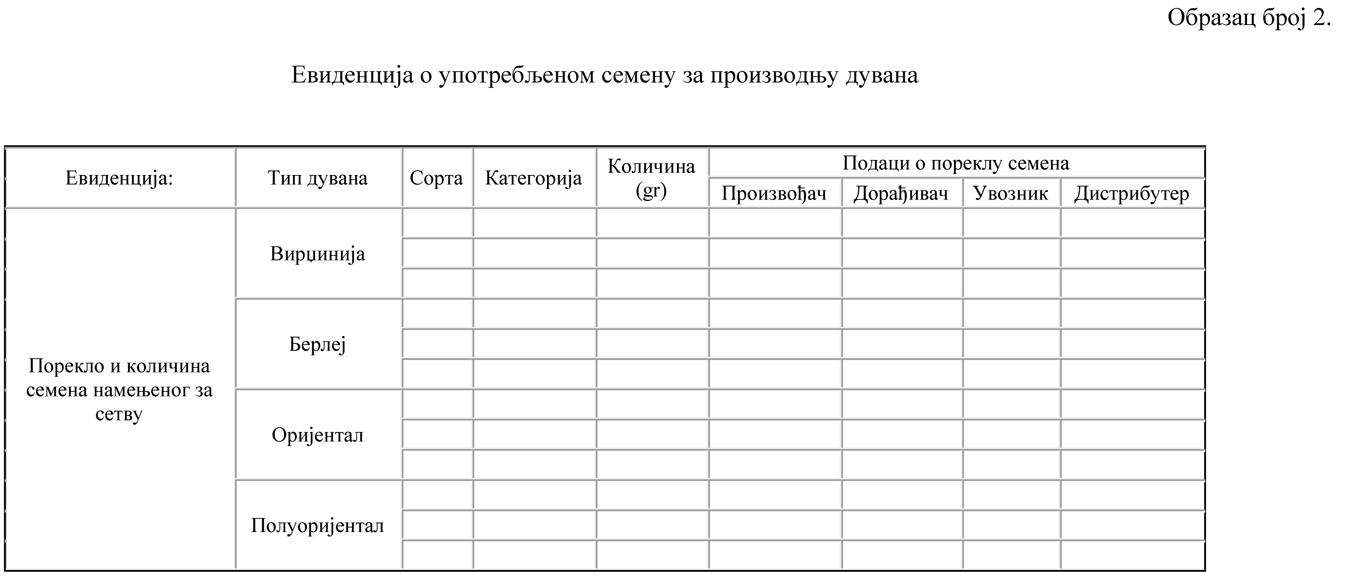 Образац број 2.
Евиденција о употребљеном семену за производњу дувана
Евиденција:
Тип дувана
Сорта
Категорија
Количина
(gr)
Подаци о пореклу семена
Произвођач
Дорађивач
Увозник
Дистрибутер
Порекло и количина
семена намењеног за
сетву
Вирџинија
Берлеј
Оријентал
Полуоријентал